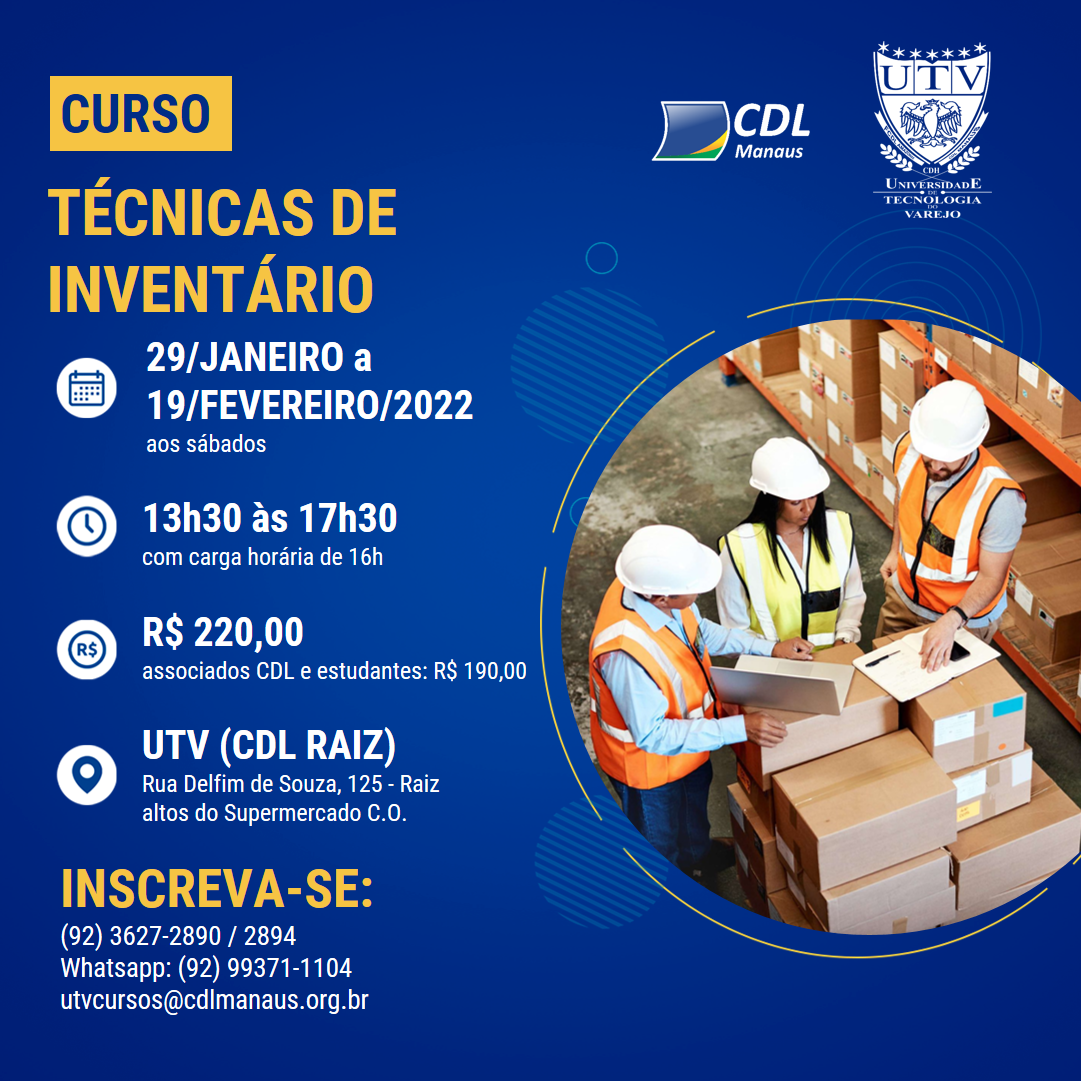 CURSO
CDL
Manaus
UTV
CDH
UNIVERSIDADE
DE
TECNOLOGIA
DO
VAREJO
TÉCNICAS DE
INVENTÁRIO
29/JANEIRO a
19/FEVEREIRO/2022
aos sábados
13h30 às 17h30
com carga horária de 16h
R$
R$ 220,00
associados CDL e estudantes: R$ 190,00
UTV (CDL RAIZ)
Rua Delfim de Souza, 125 - Raiz
altos do Supermercado C.O.
INSCREVA-SE:
(92) 3627-2890 / 2894
Whatsapp: (92) 99371-1104
utvcursos@cdlmanaus.org.br